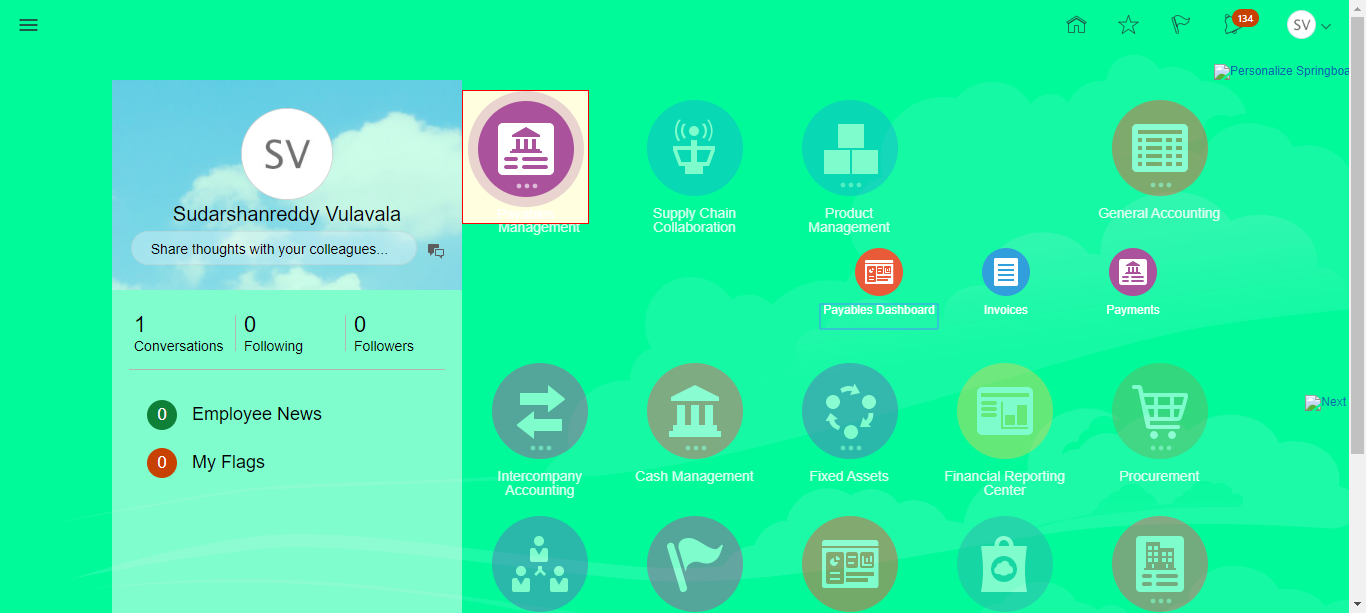 134
SV
Personalize Springboa
SV
Sudarshanreddy Vulavala
Share thoughts with your colleagues...
1
Conversations
0
Following
0
Followers
0
Employee News
0
My Flags
Management
Supply Chain
Collaboration
Product
Management
General Accounting
Payables Dashboard
Invoices
Payments
Intercompany
Accounting
Cash Management
Fixed Assets
Financial Reporting
Center
Procurement
Next